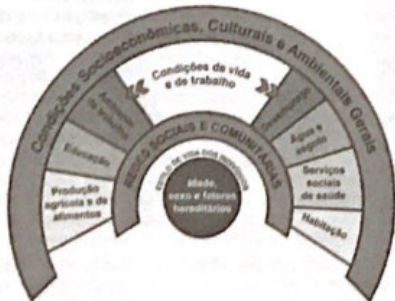 Condições Socioeconômicas, Culturais e Ambientais Gerais
Condições de vida
e de trabalho
Ambiente
de trabalho
Desemprego
Educação
Água e
esgoto
Produção
agrícola e de
alimentos
Serviços
sociais
de saúde
Habitação
REDES SOCIAIS E COMUNITÁRIAS
ESTILO DE VIDA DOS INDIVÍDUOS
Idade,
sexo e fatores
hereditários